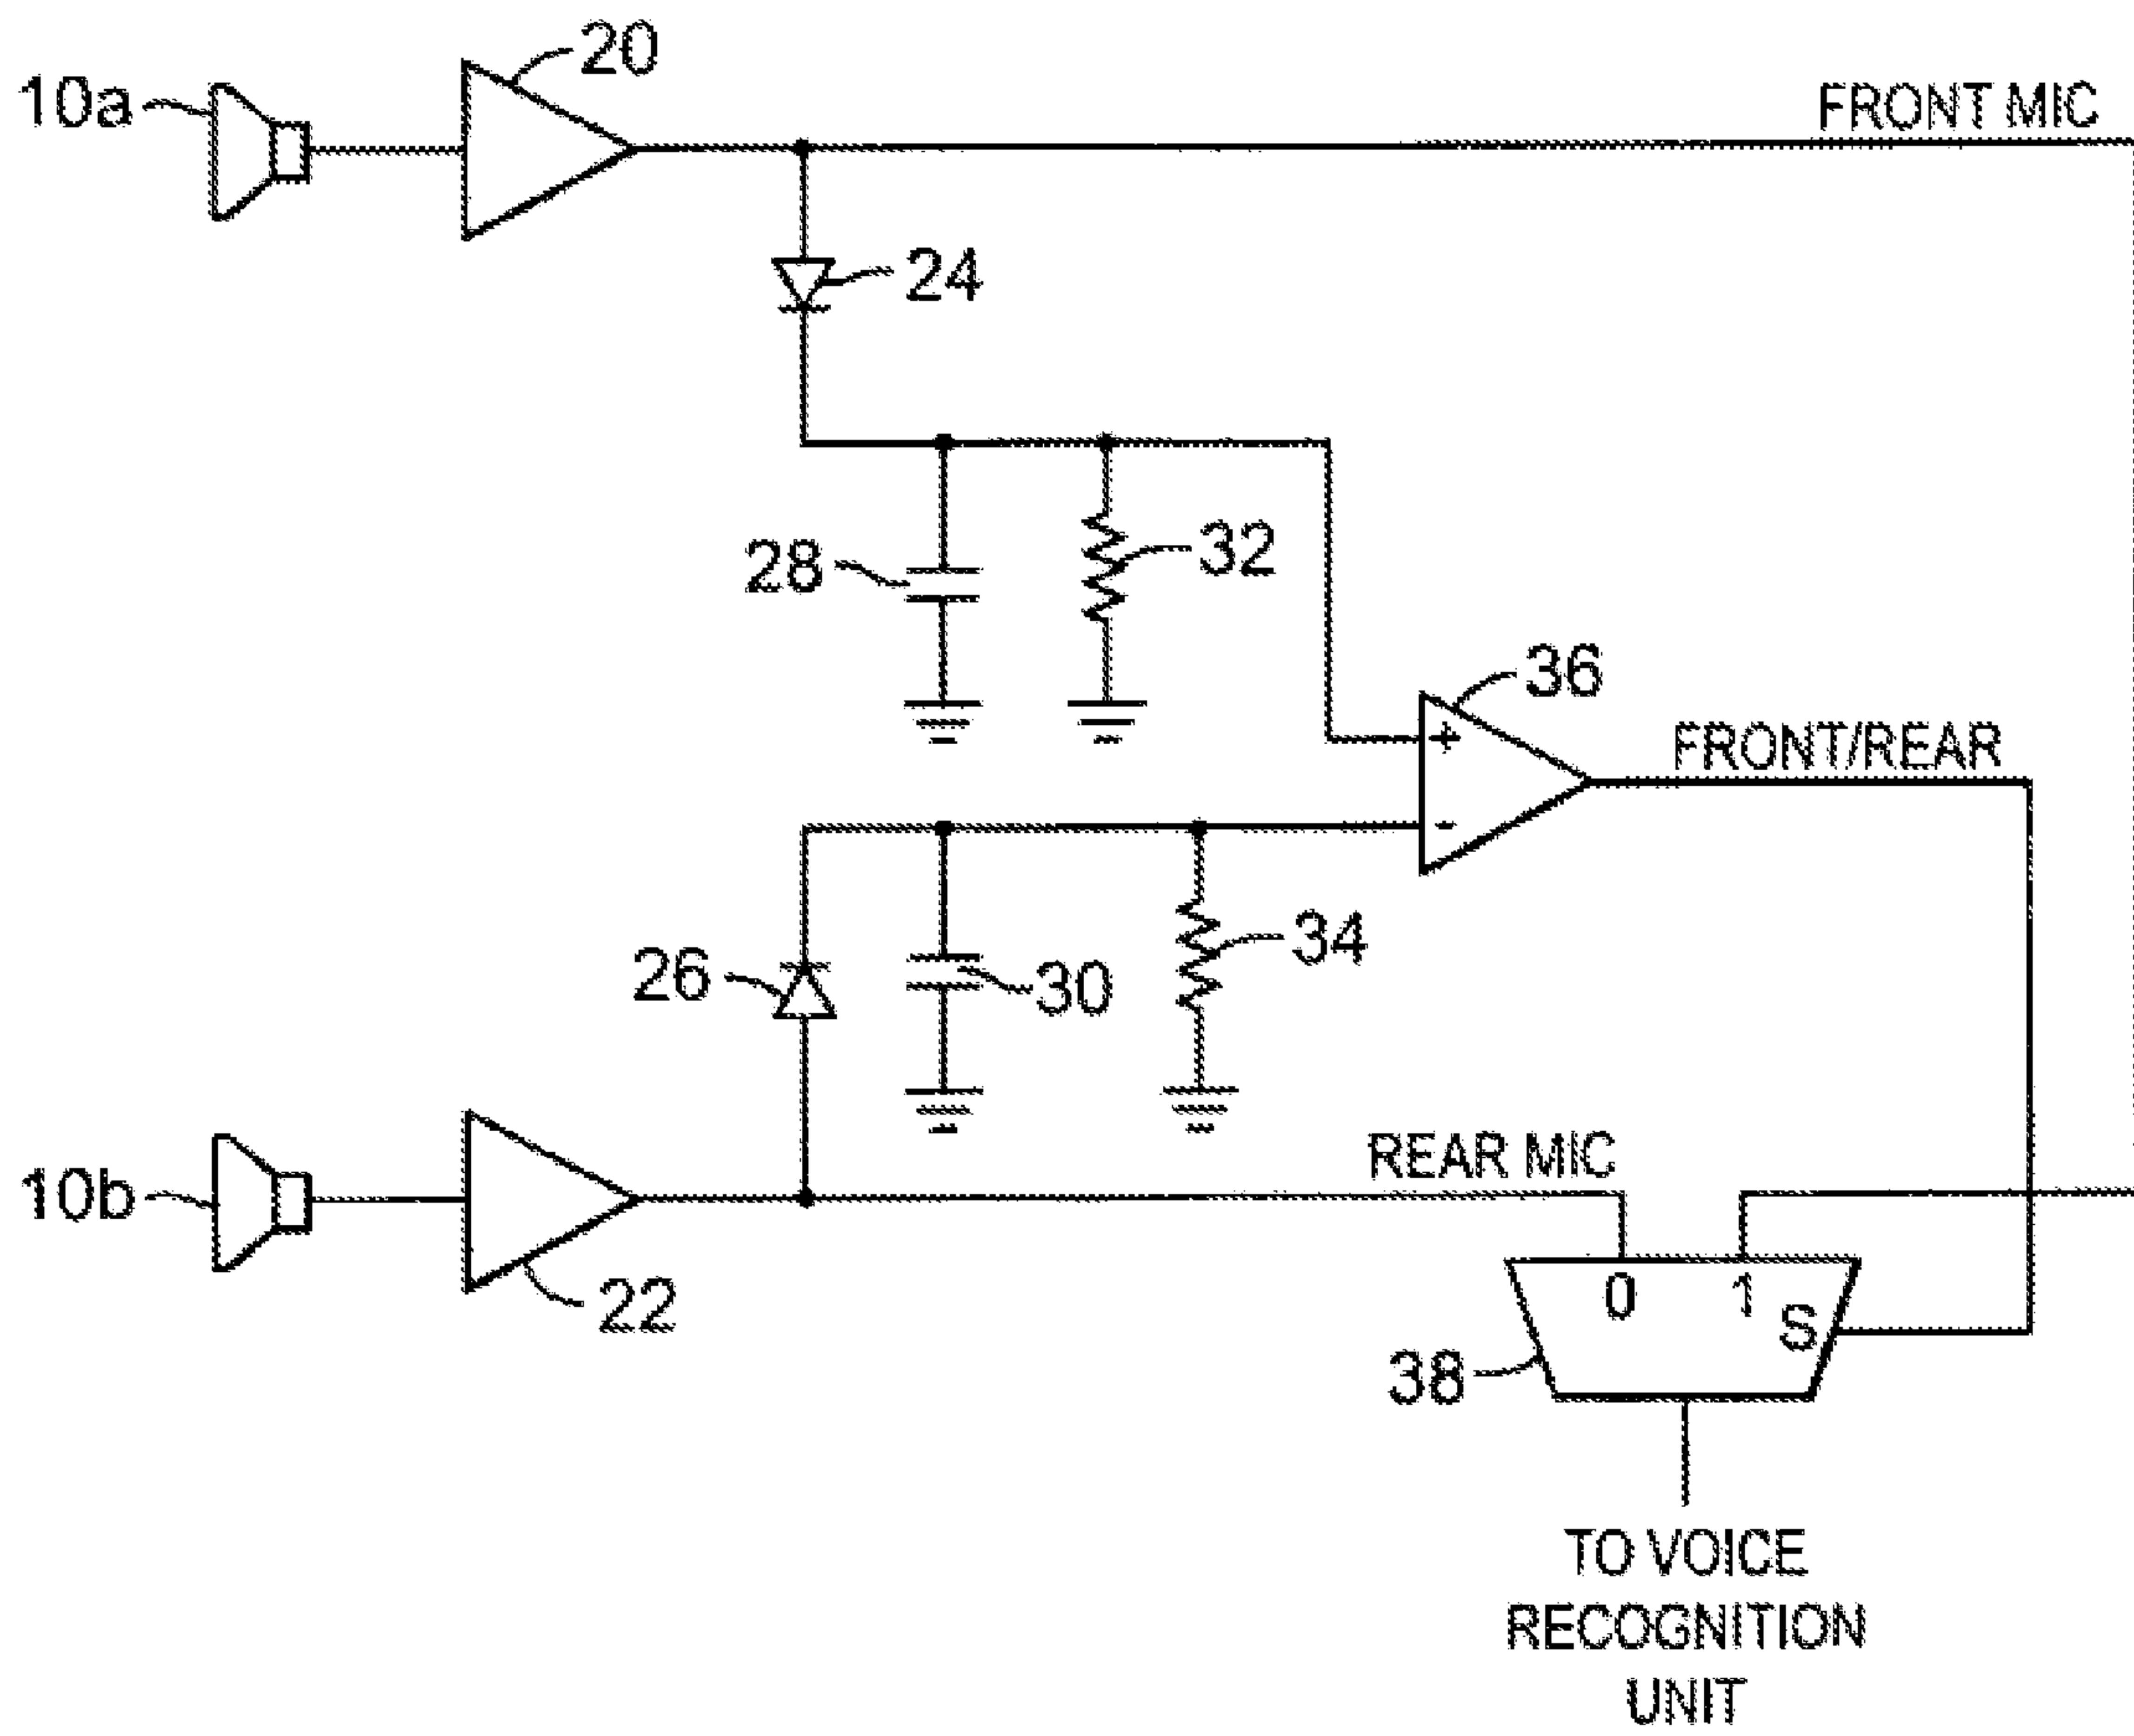 20
10a
FRONT MIC
24
28
32
36
+
FRONT/REAR
-
26
30
34
10b
REAR MIC
22
0 1
S
38
TO VOICE
RECOGNITION
UNIT